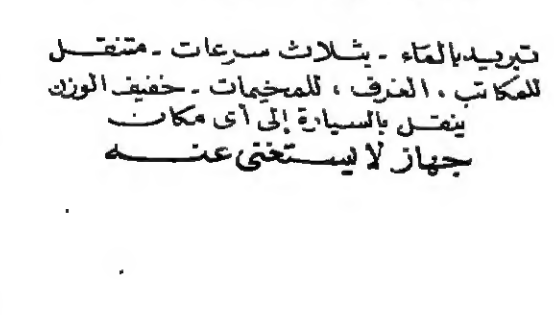 تبريد بالماء - بثلاث سرعات - متنقل
للمكاتب ، الغرف ، للمخيمات - خفيف الوزن
ينقل بالسيارة إلى أى مكان
جهاز لا يستغنى عنه